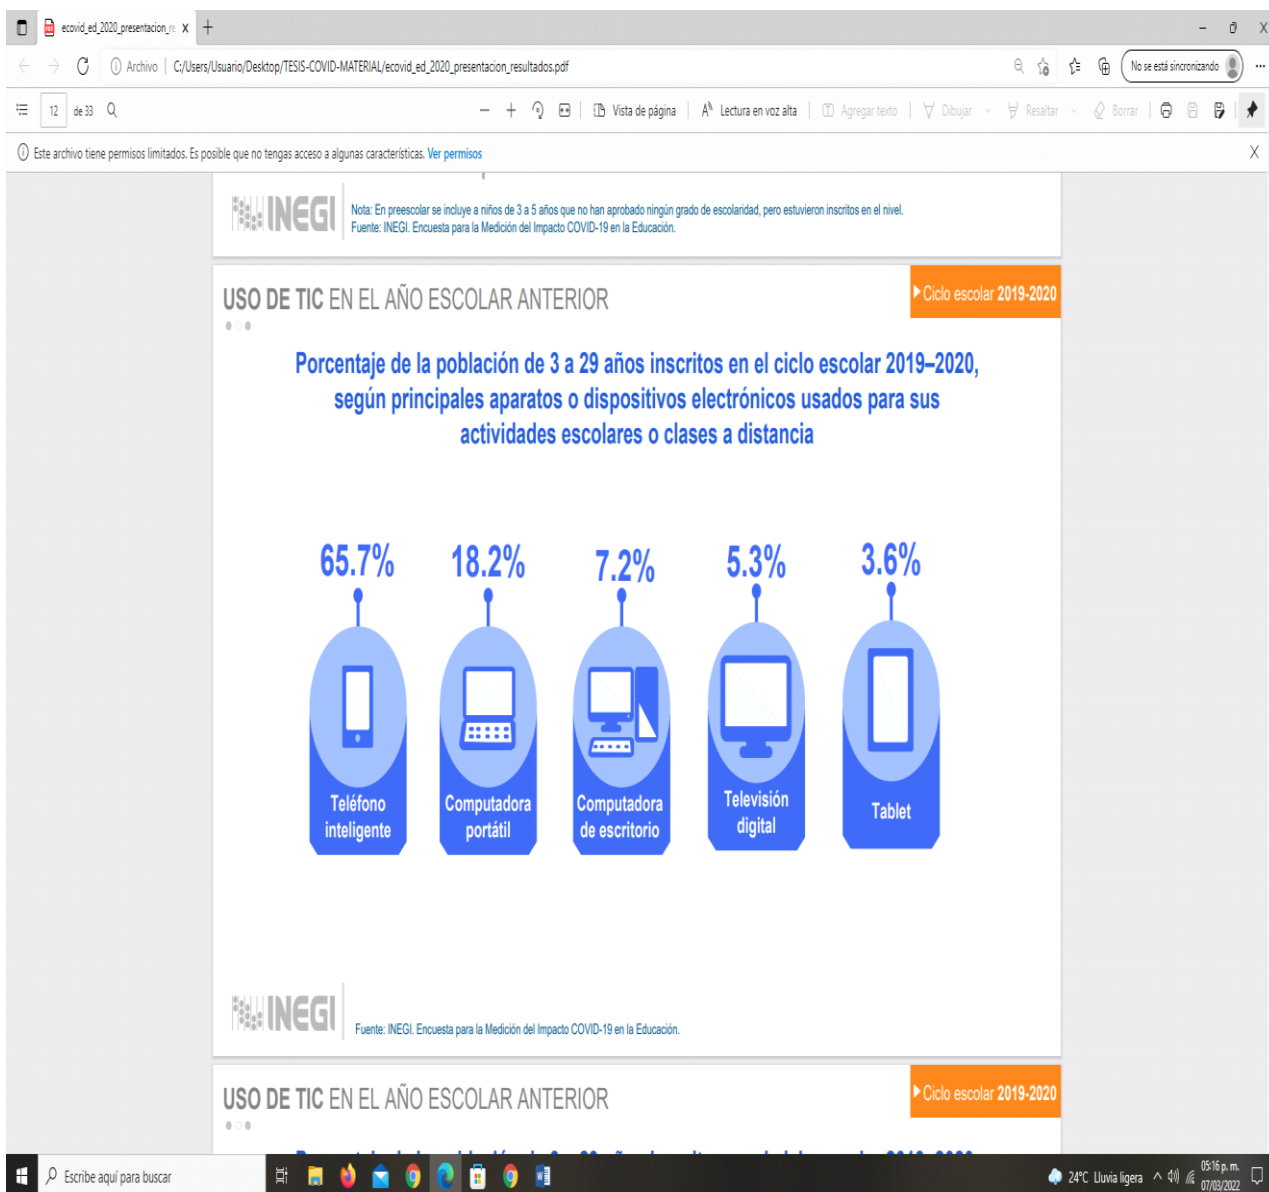 ecovid_ed_2020_presentacion_re
Archivo | C:/Users/Usuario/Desktop/TESIS-COVID-MATERIAL/ecovid_ed_2020_presentacion_resultados.pdf
No se está sincronizando
12 de 33
Vista de página | Lectura en voz alta | Agregar texto | Dibujar Resaltar Borrar
Este archivo tiene permisos limitados. Es posible que no tengas acceso a algunas características. Ver permisos
INEGI
Nota: En preescolar se incluye a niños de 3 a 5 años que no han aprobado ningún grado de escolaridad, pero estuvieron inscritos en el nivel.
Fuente: INEGI. Encuesta para la Medición del Impacto COVID-19 en la Educación.
USO DE TIC EN EL AÑO ESCOLAR ANTERIOR
Ciclo escolar 2019-2020
Porcentaje de la población de 3 a 29 años inscritos en el ciclo escolar 2019–2020,
según principales aparatos o dispositivos electrónicos usados para sus
actividades escolares o clases a distancia
65.7% 18.2% 7.2% 5.3% 3.6%
Teléfono
inteligente
Computadora
portátil
Computadora
de escritorio
Televisión
digital
Tablet
INEGI
Fuente: INEGI. Encuesta para la Medición del Impacto COVID-19 en la Educación.
USO DE TIC EN EL AÑO ESCOLAR ANTERIOR
Ciclo escolar 2019-2020
Escribe aquí para buscar
24°C Lluvia ligera
05:16 p. m.
07/03/2022